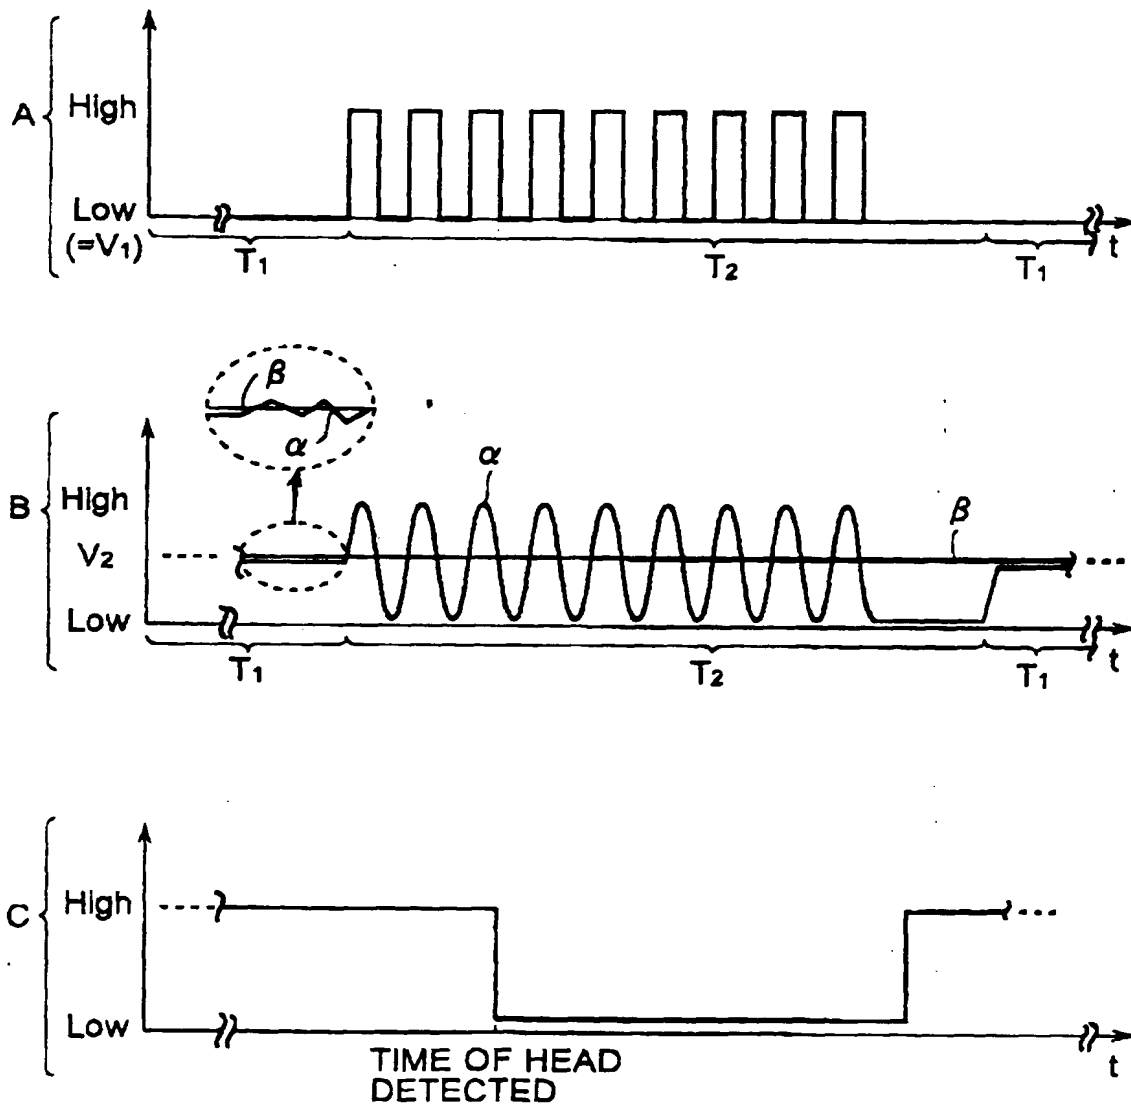 A
High
Low
(=V1)
T1
T2
T1
t
β
α
B
High
α
β
V2
Low
T1
T2
T1
t
C
High
Low
TIME OF HEAD
DETECTED
t